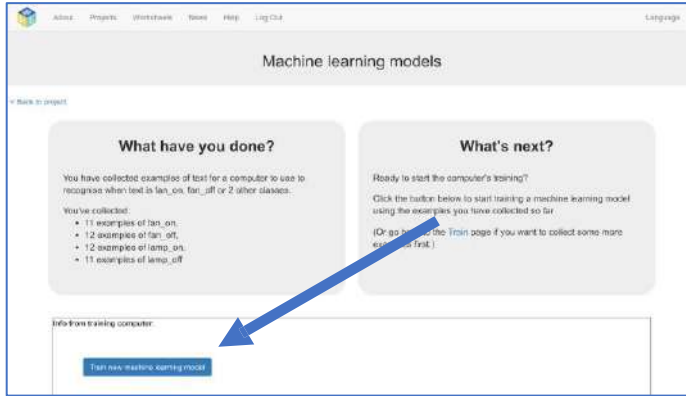 About Projects Worksheets News Help Log Out Language
Machine learning models
< Back to project
What have you done?
You have collected examples of text for a computer to use to
recognise when text is fan_on, fan_off or 2 other classes.
You've collected:
• 11 examples of fan_on,
• 12 examples of fan_off,
• 12 examples of lamp_on,
• 11 examples of lamp_off
What's next?
Ready to start the computer's training?
Click the button below to start training a machine learning model
using the examples you have collected so far
(Or go to the Train page if you want to collect some more
first.)
Info from training computer:
Train new machine learning model